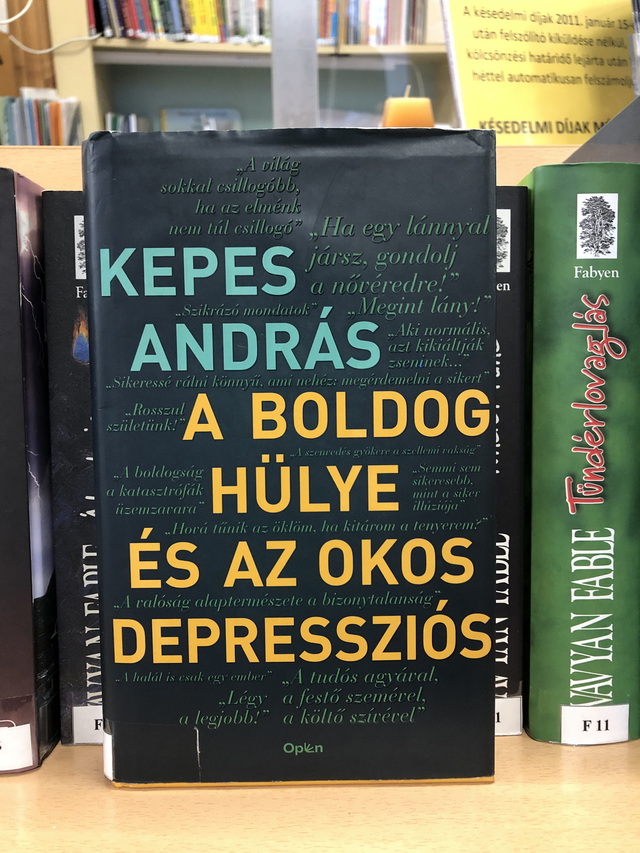 A késedelmi díjak 2011. január 15-
után felszólító kiküldése nélkül,
kölcsönzési határidő lejárta után
héttel automatikusan felszámol
KÉSEDELMI DÍJAK
„A világ
sokkal csillogóbb,
ha az elménk
nem túl csillogó”
„Ha egy lánnyal
jársz, gondolj
a nővéredre!”
KEPES
„Szikrázó mondatok”
„Megint lány!”
ANDRÁS
„Aki normális,
azt kikiáltják
zseninek...”
„Sikeressé válni könnyű, ami nehéz: megérdemelni a sikert”
„Rosszul
születtünk!”
A BOLDOG
„A szenvedés gyökere a szellemi vakság”
„A boldogság
a katasztrófák
üzemzavara”
HÜLYE
„Semmi sem
sikeresebb,
mint a siker
illúziója”
„Hová tűnik az öklöm, ha kitárom a tenyerem?”
ÉS AZ OKOS
„A valóság alaptermészete a bizonytalanság”
DEPRESSZIÓS
„A halál is csak egy ember”
„Légy
a legjobb!”
„A tudós agyával,
a festő szemével,
a költő szívével”
Open
Fabyen
Tündérlovaglás
VAVYAN FABLE
F 11